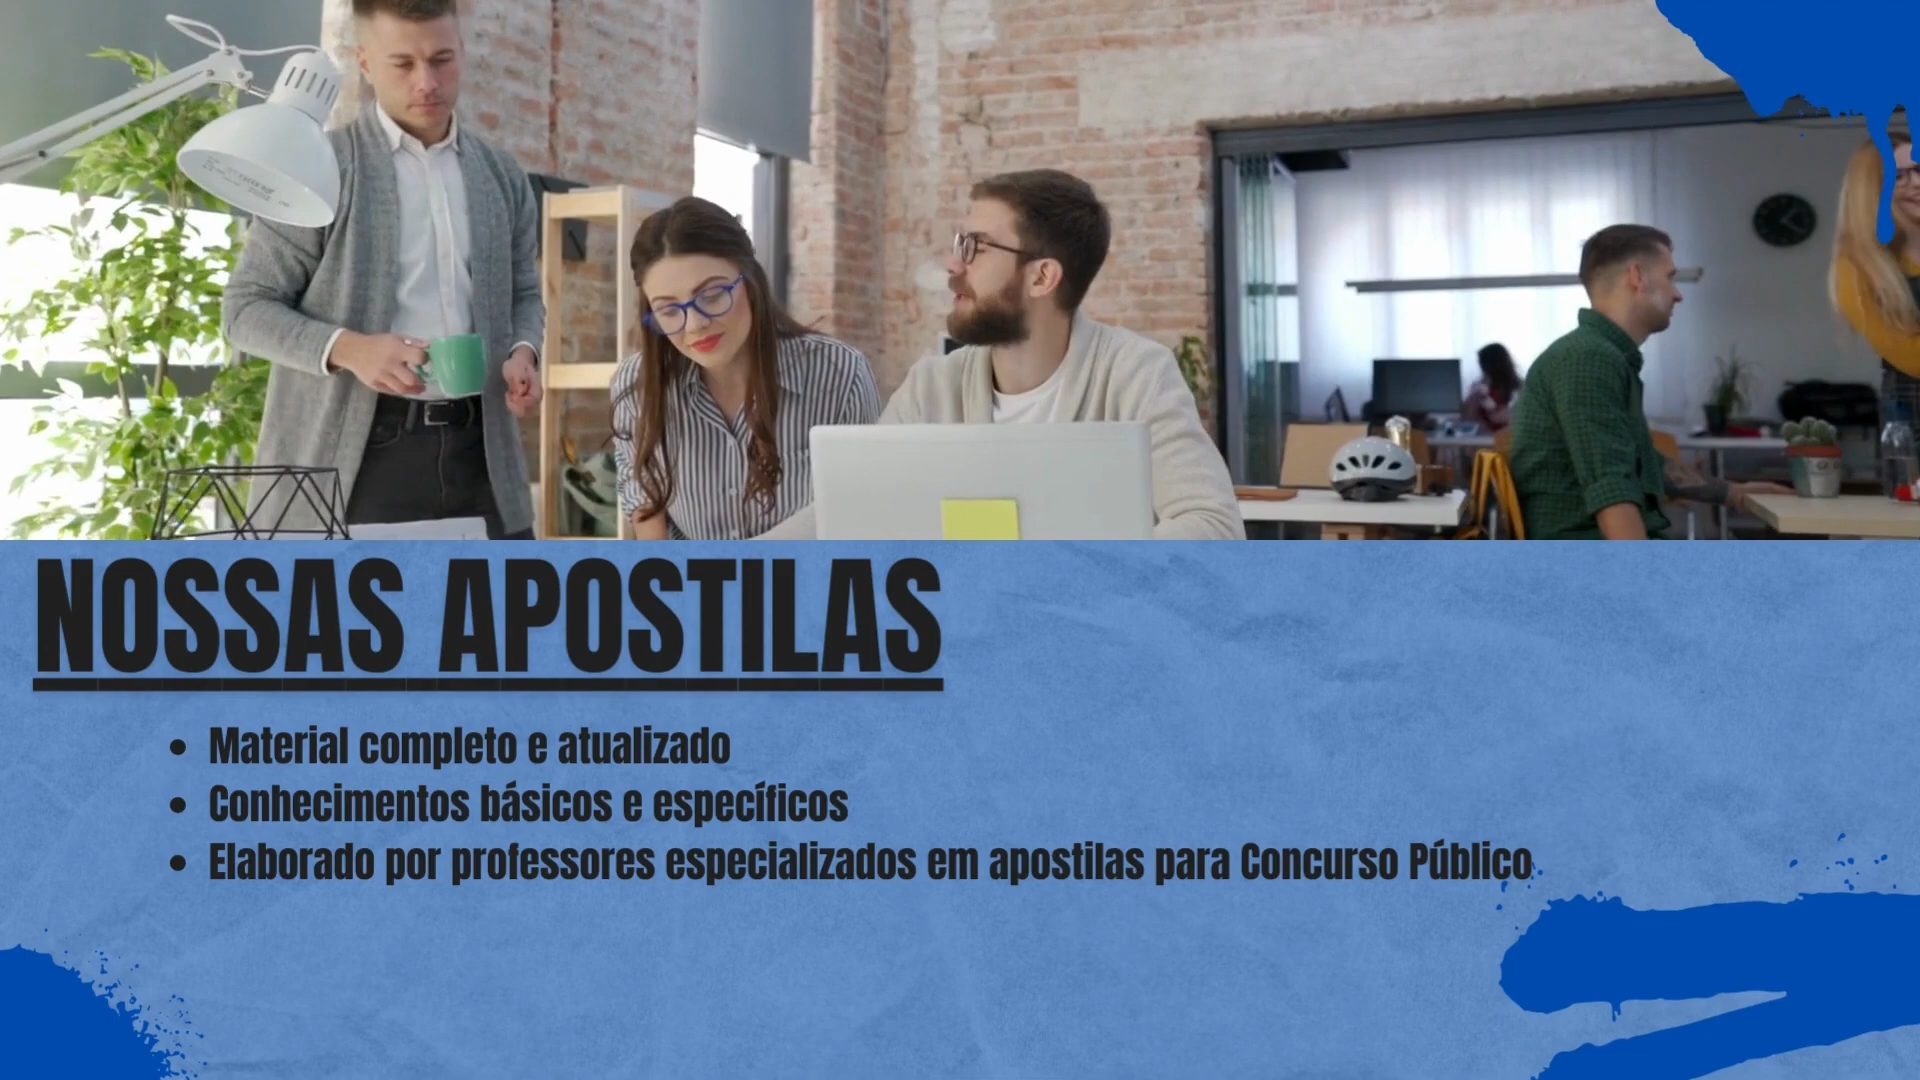 NOSSAS APOSTILAS
Material completo e atualizado
Conhecimentos básicos e específicos
Elaborado por professores especializados em apostilas para Concurso Público